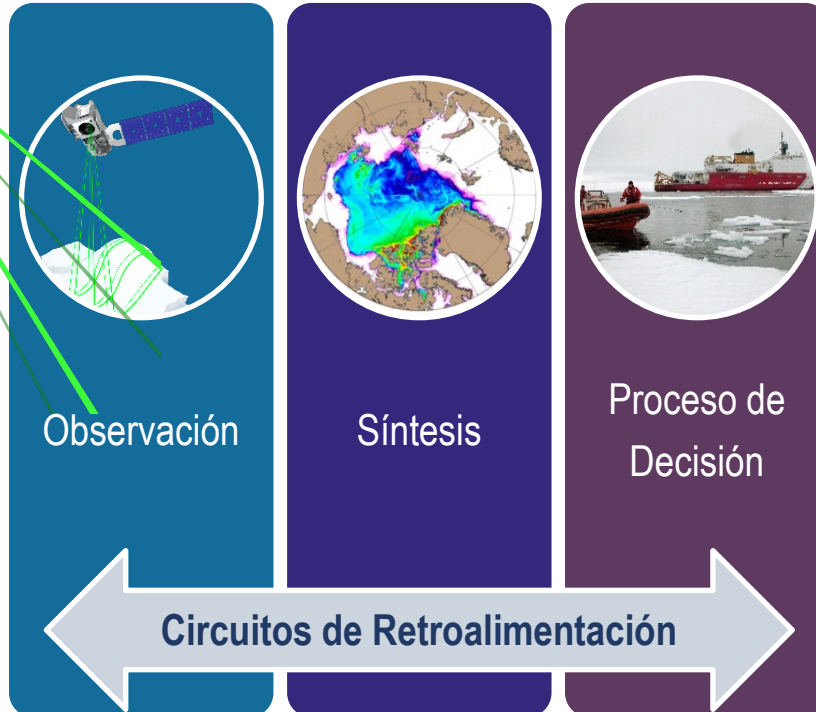 Observación
Síntesis
Proceso de
Decisión
Circuitos de Retroalimentación